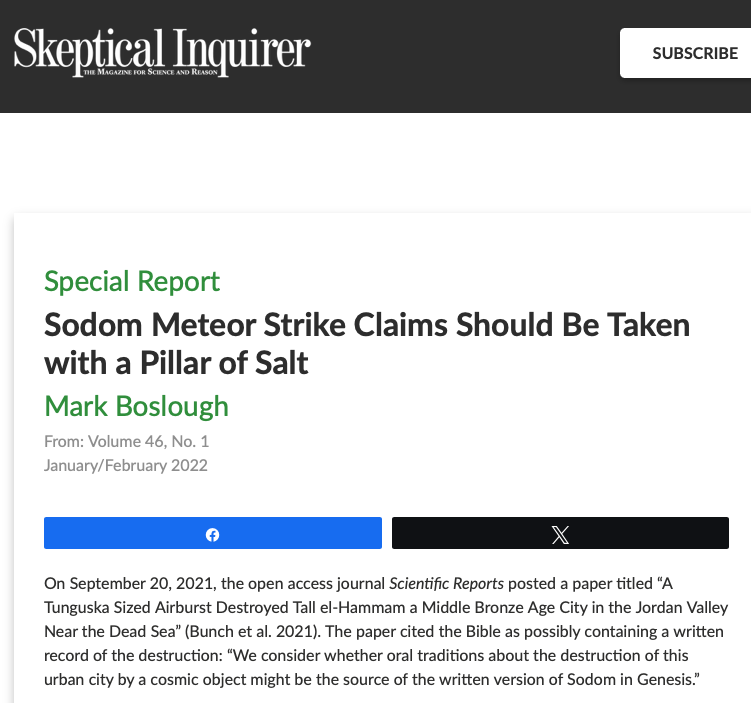 Skeptical Inquirer
THE MAGAZINE FOR SCIENCE AND REASON
SUBSCRIBE
Special Report
Sodom Meteor Strike Claims Should Be Taken
with a Pillar of Salt
Mark Boslough
From: Volume 46, No. 1
January/February 2022
On September 20, 2021, the open access journal Scientific Reports posted a paper titled “A
Tunguska Sized Airburst Destroyed Tall el-Hammam a Middle Bronze Age City in the Jordan Valley
Near the Dead Sea” (Bunch et al. 2021). The paper cited the Bible as possibly containing a written
record of the destruction: “We consider whether oral traditions about the destruction of this
urban city by a cosmic object might be the source of the written version of Sodom in Genesis.”